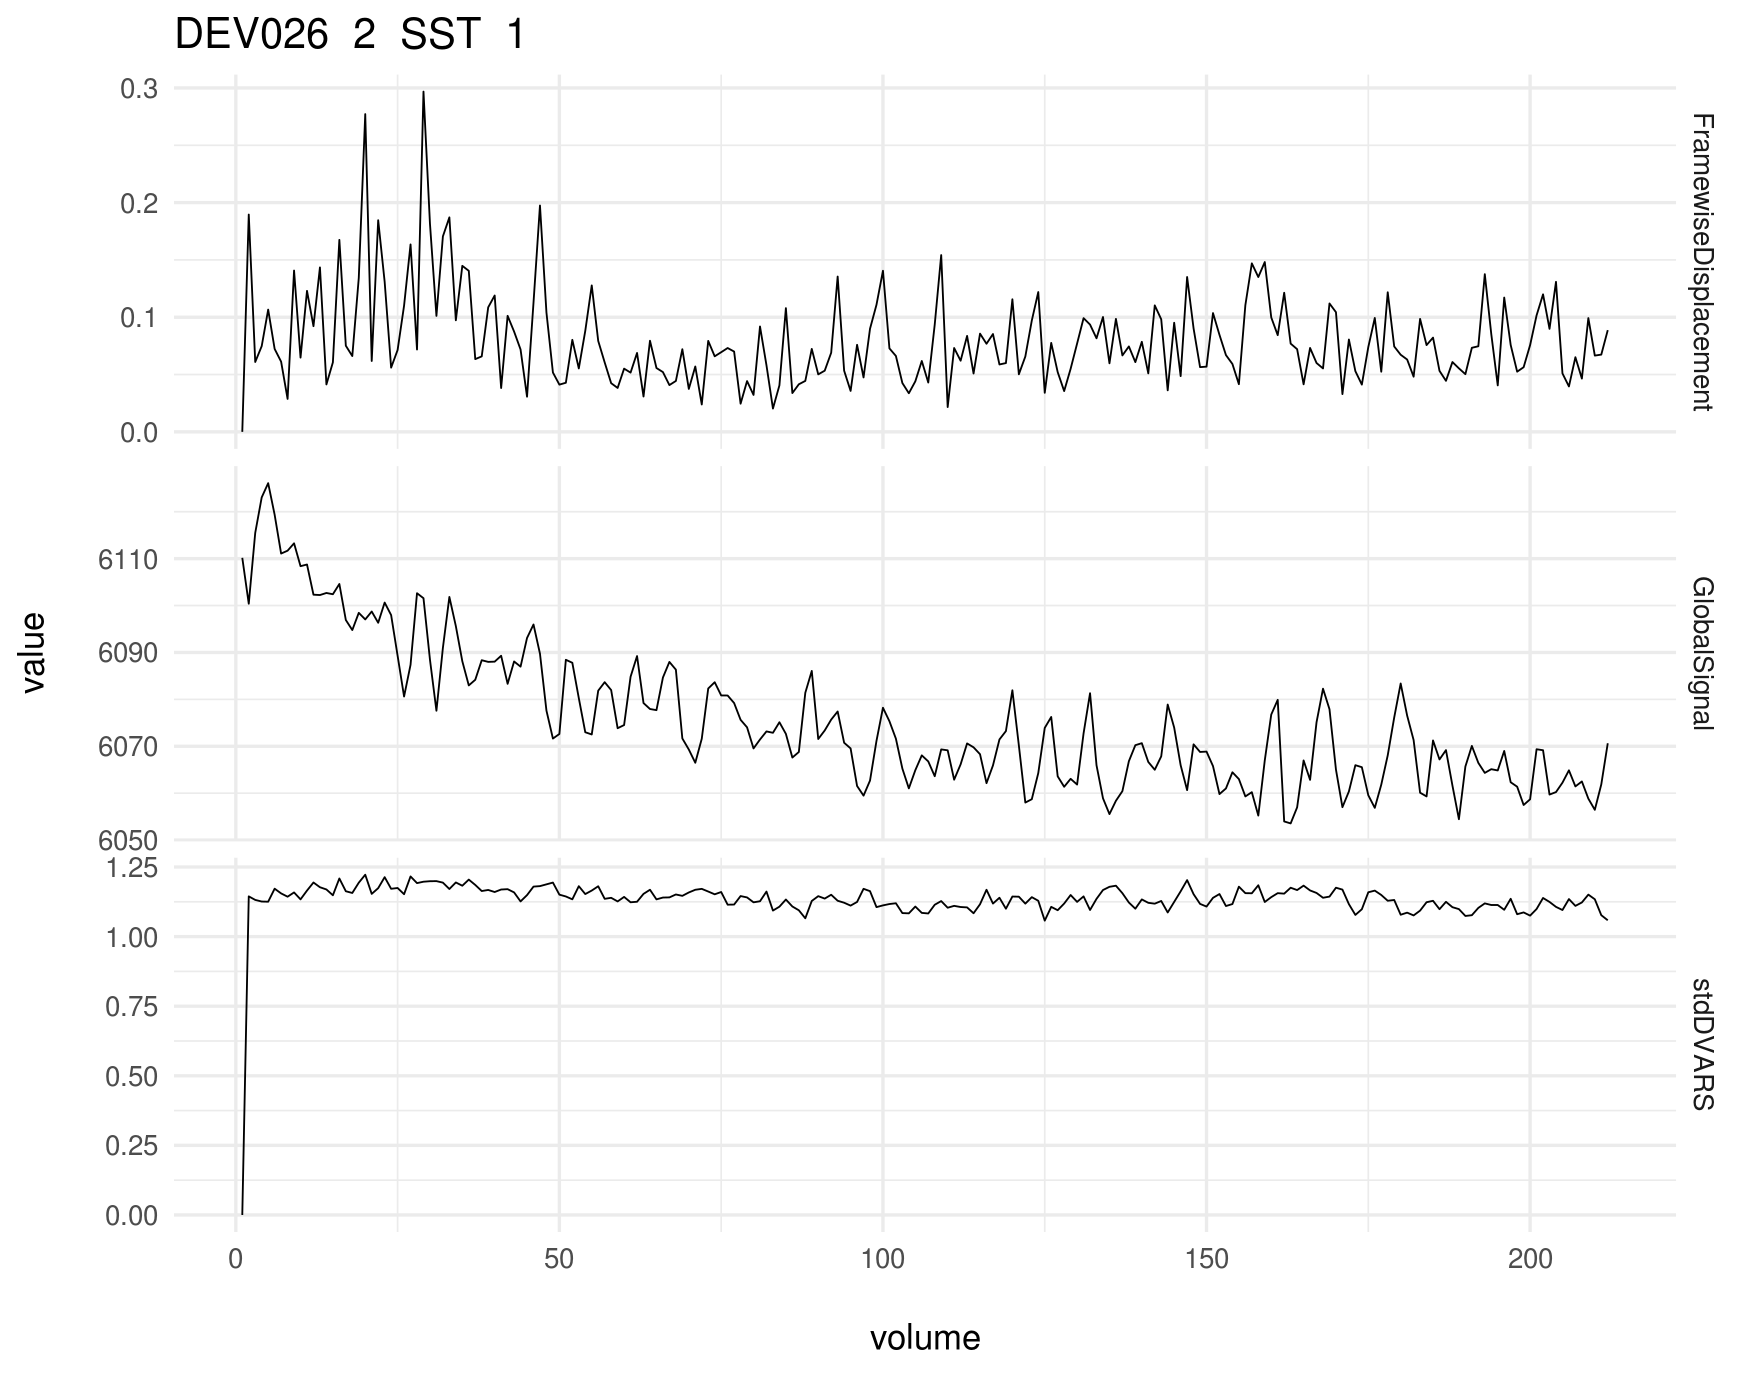 DEV026 2 SST 1
0.3
0.2
0.1
0.0
FramewiseDisplacement
6110
6090
6070
6050
GlobalSignal
value
1.25
1.00
0.75
0.50
0.25
0.00
stdDVARS
0 50 100 150 200
volume